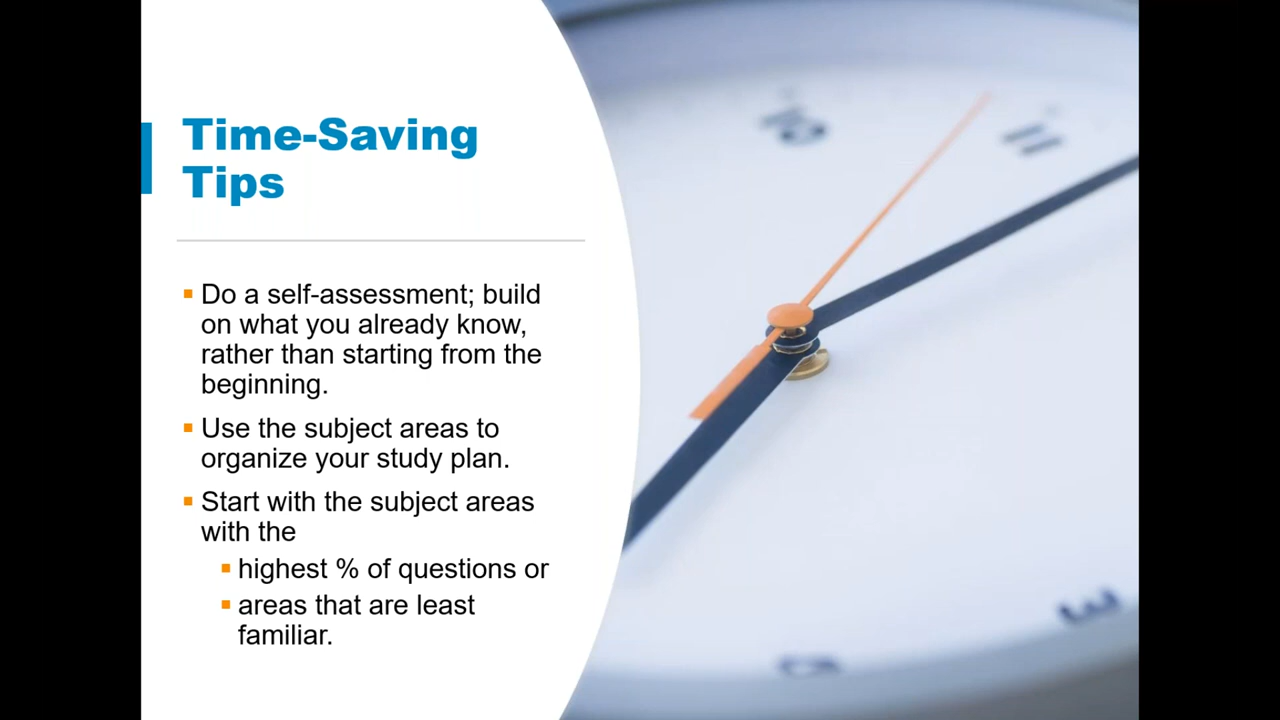 Time-Saving
Tips
Do a self-assessment; build
on what you already know,
rather than starting from the
beginning.
Use the subject areas to
organize your study plan.
Start with the subject areas
with the
highest % of questions or
areas that are least
familiar.